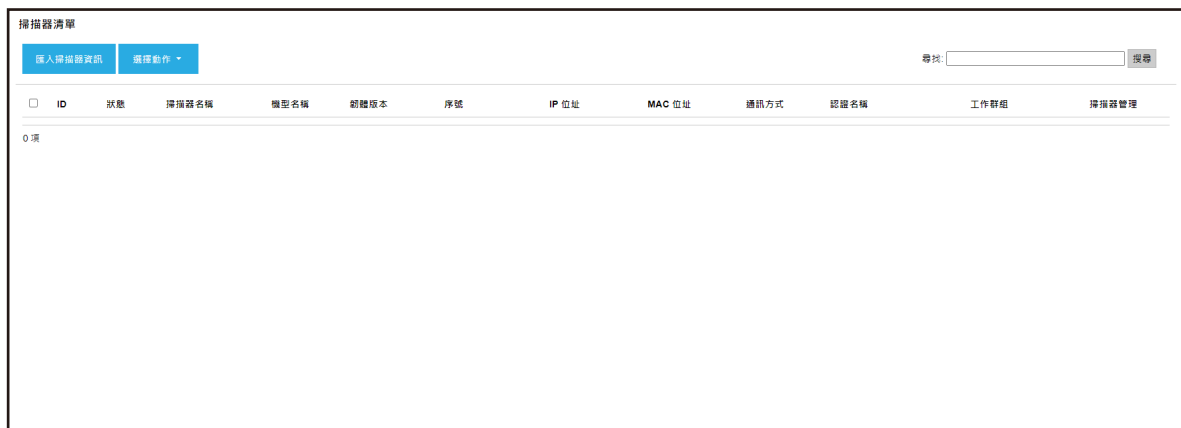 掃描器清單
匯入掃描器資訊 選擇動作 尋找: 搜尋
ID 狀態 掃描器名稱 機型名稱 韌體版本 序號 IP 位址 MAC 位址 通訊方式 認證名稱 工作群組 掃描器管理
0 項